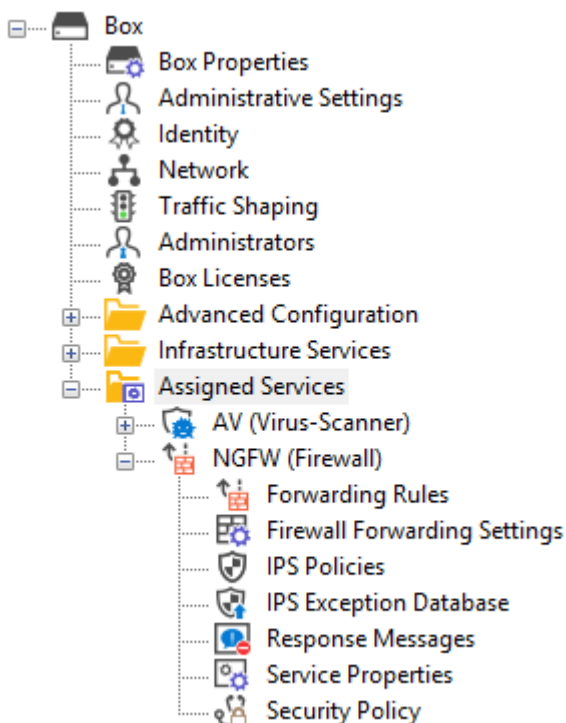 Box
Box Properties
Administrative Settings
Identity
Network
Traffic Shaping
Administrators
Box Licenses
Advanced Configuration
Infrastructure Services
Assigned Services
AV (Virus-Scanner)
NGFW (Firewall)
Forwarding Rules
Firewall Forwarding Settings
IPS Policies
IPS Exception Database
Response Messages
Service Properties
Security Policy